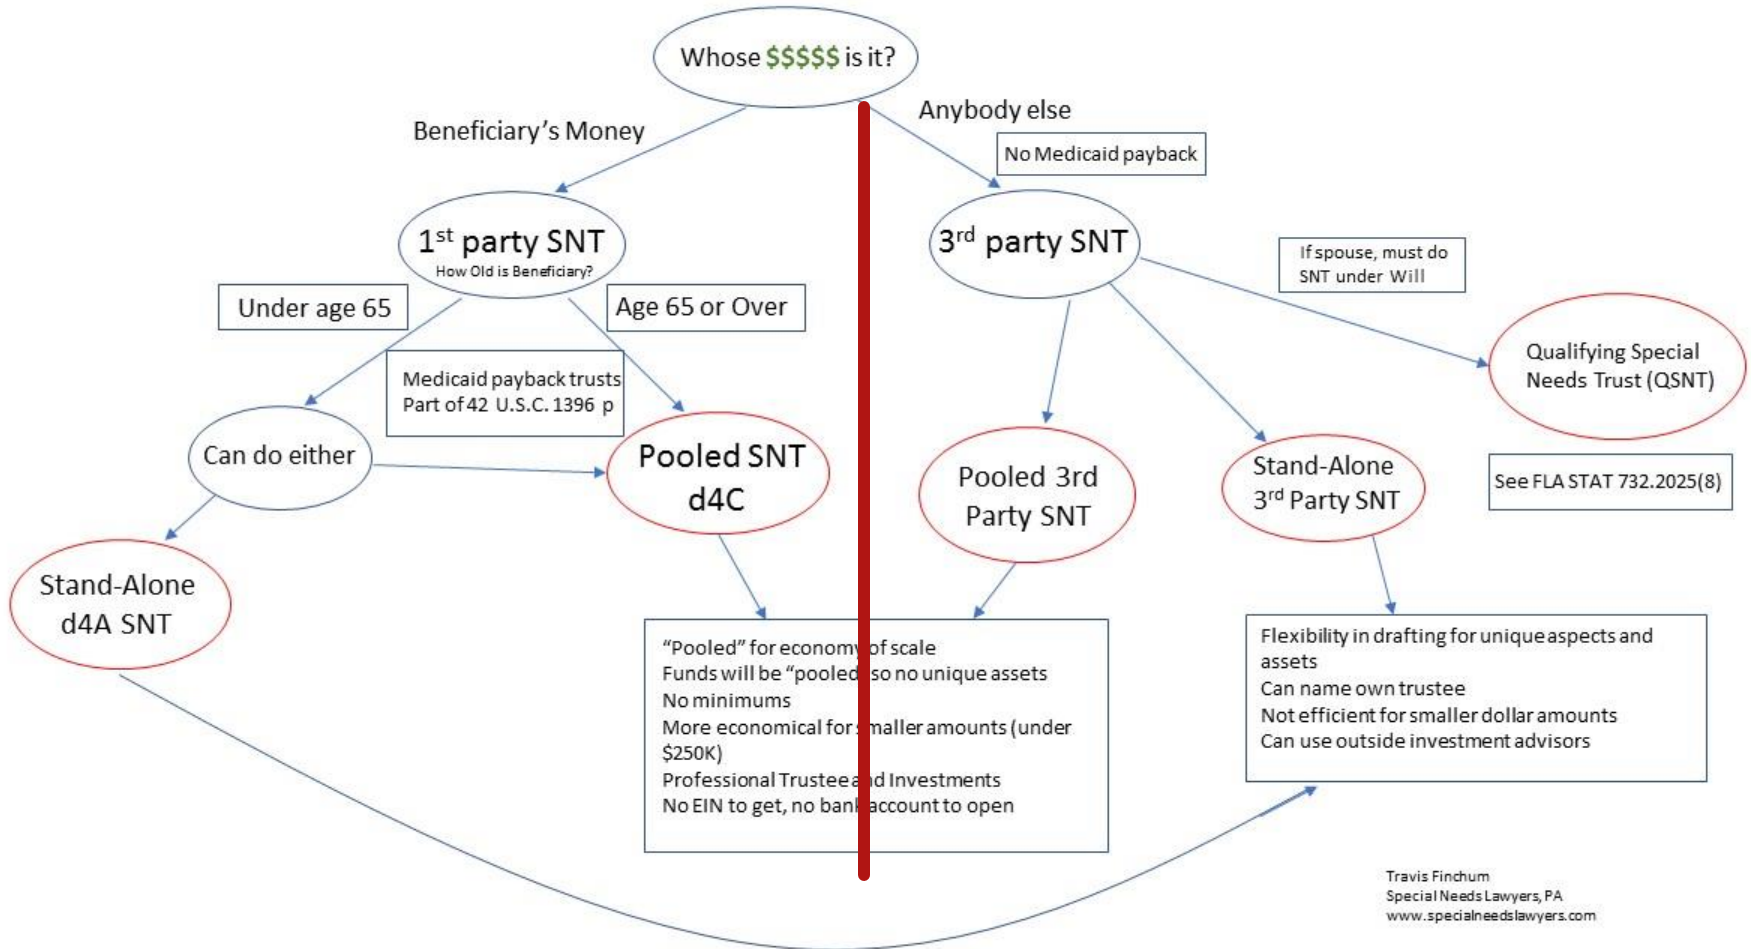 Whose $$$$$ is it?
Beneficiary's Money
Anybody else
No Medicaid payback
1st party SNT
How Old is Beneficiary?
3rd party SNT
If spouse, must do
SNT under Will
Under age 65
Age 65 or Over
Medicaid payback trusts
Part of 42 U.S.C. 1396 p
Qualifying Special
Needs Trust (QSNT)
Can do either
Pooled SNT
d4C
Pooled 3rd
Party SNT
Stand-Alone
3rd Party SNT
See FLA STAT 732.2025(8)
Stand-Alone
d4A SNT
"Pooled" for economy of scale
Funds will be "pooled so no unique assets
No minimums
More economical for smaller amounts (under
$250K)
Professional Trustee and Investments
No EIN to get, no bank account to open
Flexibility in drafting for unique aspects and
assets
Can name own trustee
Not efficient for smaller dollar amounts
Can use outside investment advisors
Travis Finchum
Special Needs Lawyers, PA
www.specialneedslawyers.com